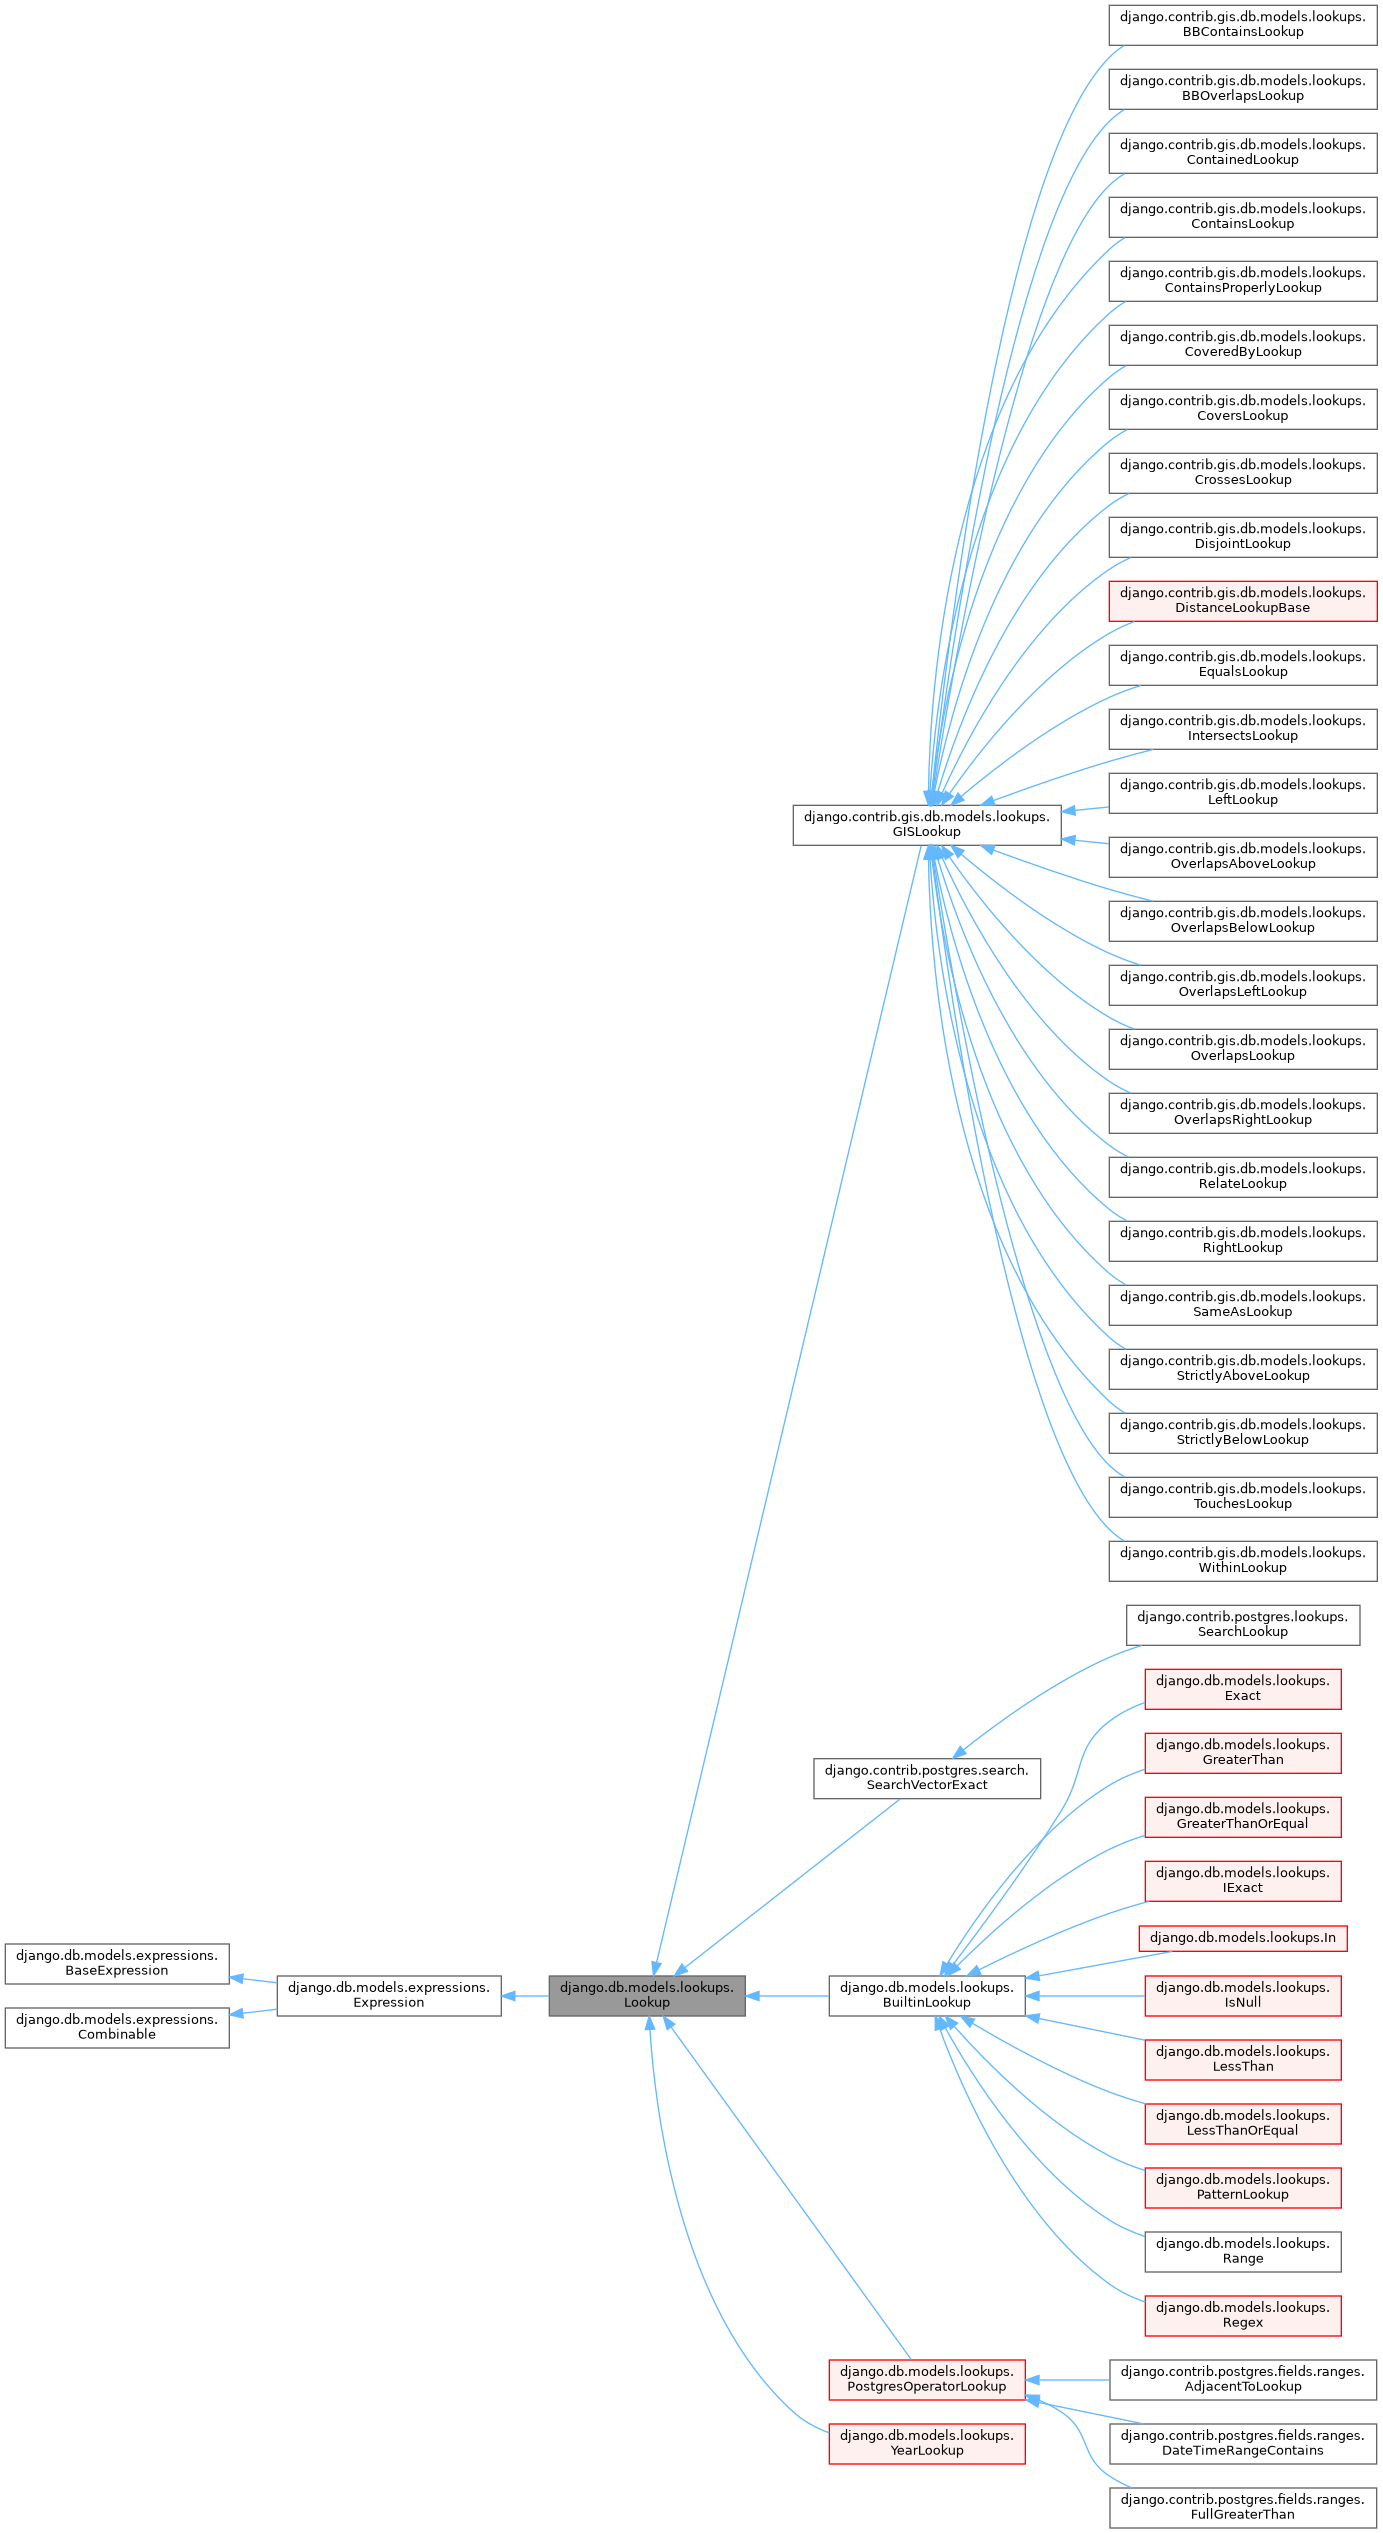 django.contrib.gis.db.models.lookups.
BBContainsLookup
django.contrib.gis.db.models.lookups.
BBOverlapsLookup
django.contrib.gis.db.models.lookups.
ContainedLookup
django.contrib.gis.db.models.lookups.
ContainsLookup
django.contrib.gis.db.models.lookups.
ContainsProperlyLookup
django.contrib.gis.db.models.lookups.
CoveredByLookup
django.contrib.gis.db.models.lookups.
CoversLookup
django.contrib.gis.db.models.lookups.
CrossesLookup
django.contrib.gis.db.models.lookups.
DisjointLookup
django.contrib.gis.db.models.lookups.
DistanceLookupBase
django.contrib.gis.db.models.lookups.
EqualsLookup
django.contrib.gis.db.models.lookups.
IntersectsLookup
django.contrib.gis.db.models.lookups.
LeftLookup
django.contrib.gis.db.models.lookups.
GISLookup
django.contrib.gis.db.models.lookups.
OverlapsAboveLookup
django.contrib.gis.db.models.lookups.
OverlapsBelowLookup
django.contrib.gis.db.models.lookups.
OverlapsLeftLookup
django.contrib.gis.db.models.lookups.
OverlapsLookup
django.contrib.gis.db.models.lookups.
OverlapsRightLookup
django.contrib.gis.db.models.lookups.
RelateLookup
django.contrib.gis.db.models.lookups.
RightLookup
django.contrib.gis.db.models.lookups.
SameAsLookup
django.contrib.gis.db.models.lookups.
StrictlyAboveLookup
django.contrib.gis.db.models.lookups.
StrictlyBelowLookup
django.contrib.gis.db.models.lookups.
TouchesLookup
django.contrib.gis.db.models.lookups.
WithinLookup
django.contrib.postgres.lookups.
SearchLookup
django.db.models.lookups.
Exact
django.db.models.lookups.
GreaterThan
django.contrib.postgres.search.
SearchVectorExact
django.db.models.lookups.
GreaterThanOrEqual
django.db.models.lookups.
IExact
django.db.models.lookups.In
django.db.models.expressions.
BaseExpression
django.db.models.expressions.
Combinable
django.db.models.expressions.
Expression
django.db.models.lookups.
Lookup
django.db.models.lookups.
BuiltinLookup
django.db.models.lookups.
IsNull
django.db.models.lookups.
LessThan
django.db.models.lookups.
LessThanOrEqual
django.db.models.lookups.
PatternLookup
django.db.models.lookups.
Range
django.db.models.lookups.
Regex
django.db.models.lookups.
PostgresOperatorLookup
django.contrib.postgres.fields.ranges.
AdjacentToLookup
django.db.models.lookups.
YearLookup
django.contrib.postgres.fields.ranges.
DateTimeRangeContains
django.contrib.postgres.fields.ranges.
FullGreaterThan